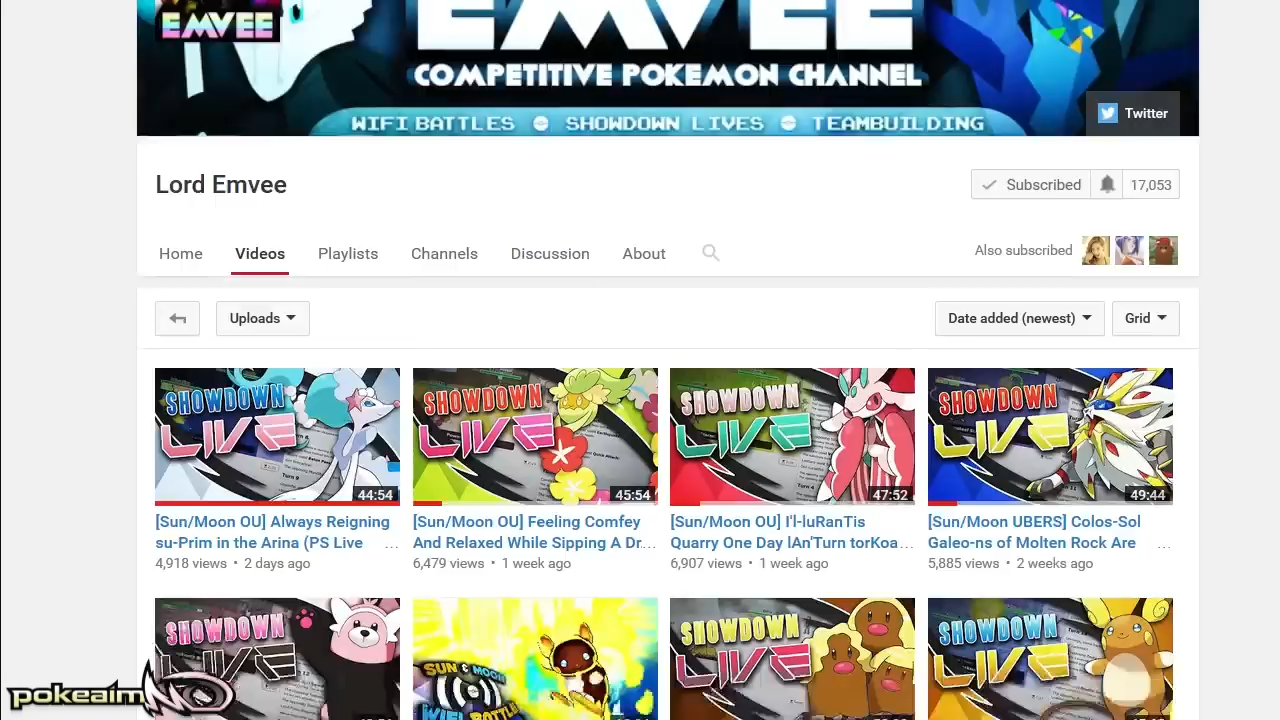 EMVEE
EMVEE
COMPETITIVE POKEMON CHANNEL
WIFI BATTLES SHOWDOWN LIVES TEAMBUILDING
Twitter
Lord Emvee
Subscribed 17,053
Home Videos Playlists Channels Discussion About
Also subscribed
Uploads
Date added (newest) Grid
SHOWDOWN LIVE
44:54
SHOWDOWN LIVE
45:54
SHOWDOWN LIVE
47:52
SHOWDOWN LIVE
49:44
[Sun/Moon OU] Always Reigning
su-Prim in the Arina (PS Live ...
4,918 views • 2 days ago
[Sun/Moon OU] Feeling Comfey
And Relaxed While Sipping A Dr...
6,479 views • 1 week ago
[Sun/Moon OU] I'l-luRanTis
Quarry One Day lAn'Turn torKoa...
6,907 views • 1 week ago
[Sun/Moon UBERS] Colos-Sol
Galeo-ns of Molten Rock Are ...
5,885 views • 2 weeks ago
SHOWDOWN LIVE
SUN & MOON
WIFI BATTLES
SHOWDOWN LIVE
SHOWDOWN LIVE
pokeaimMD